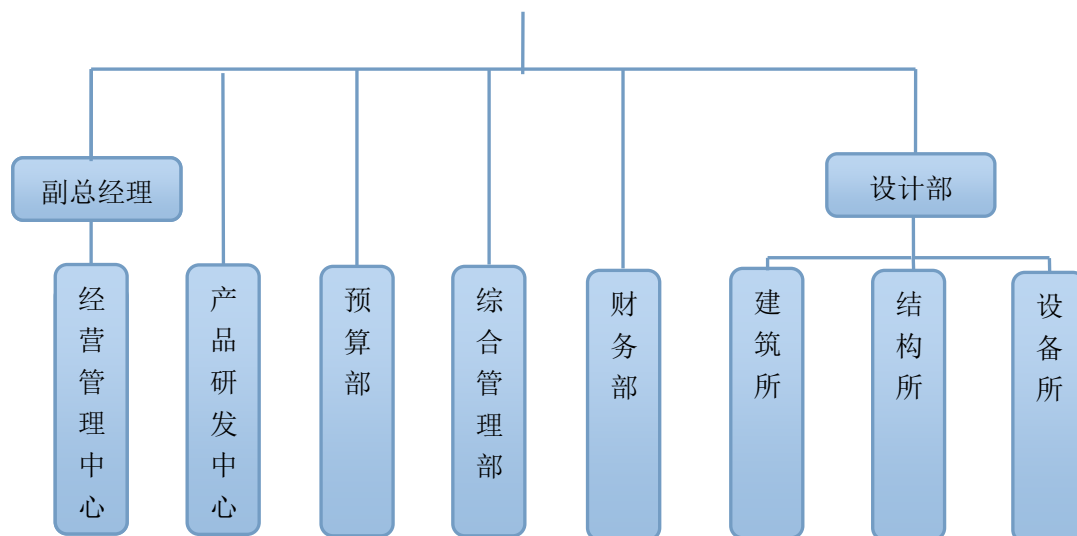 副总经理
设计部
经营管理中心
产品研发中心
预算部
综合管理部
财务部
建筑所
结构所
设备所